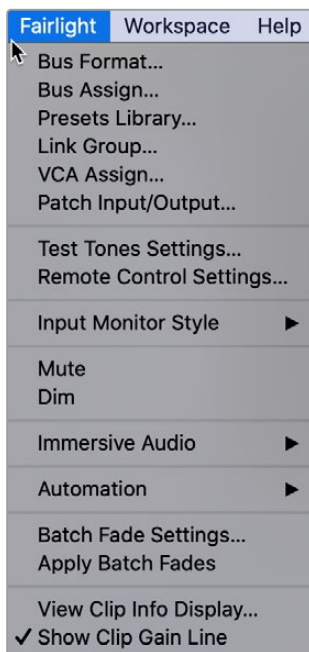 Fairlight Workspace Help
Bus Format...
Bus Assign...
Presets Library...
Link Group...
VCA Assign...
Patch Input/Output...
Test Tones Settings...
Remote Control Settings...
Input Monitor Style ▶
Mute
Dim
Immersive Audio ▶
Automation ▶
Batch Fade Settings...
Apply Batch Fades
View Clip Info Display...
✓ Show Clip Gain Line